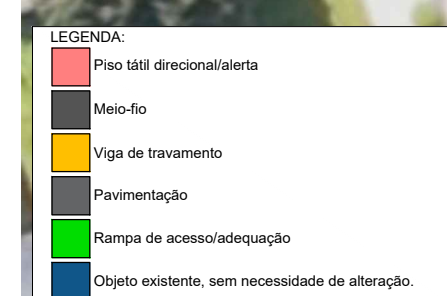 LEGENDA:
Piso tátil direcional/alerta
Meio-fio
Viga de travamento
Pavimentação
Rampa de acesso/adequação
Objeto existente, sem necessidade de alteração.